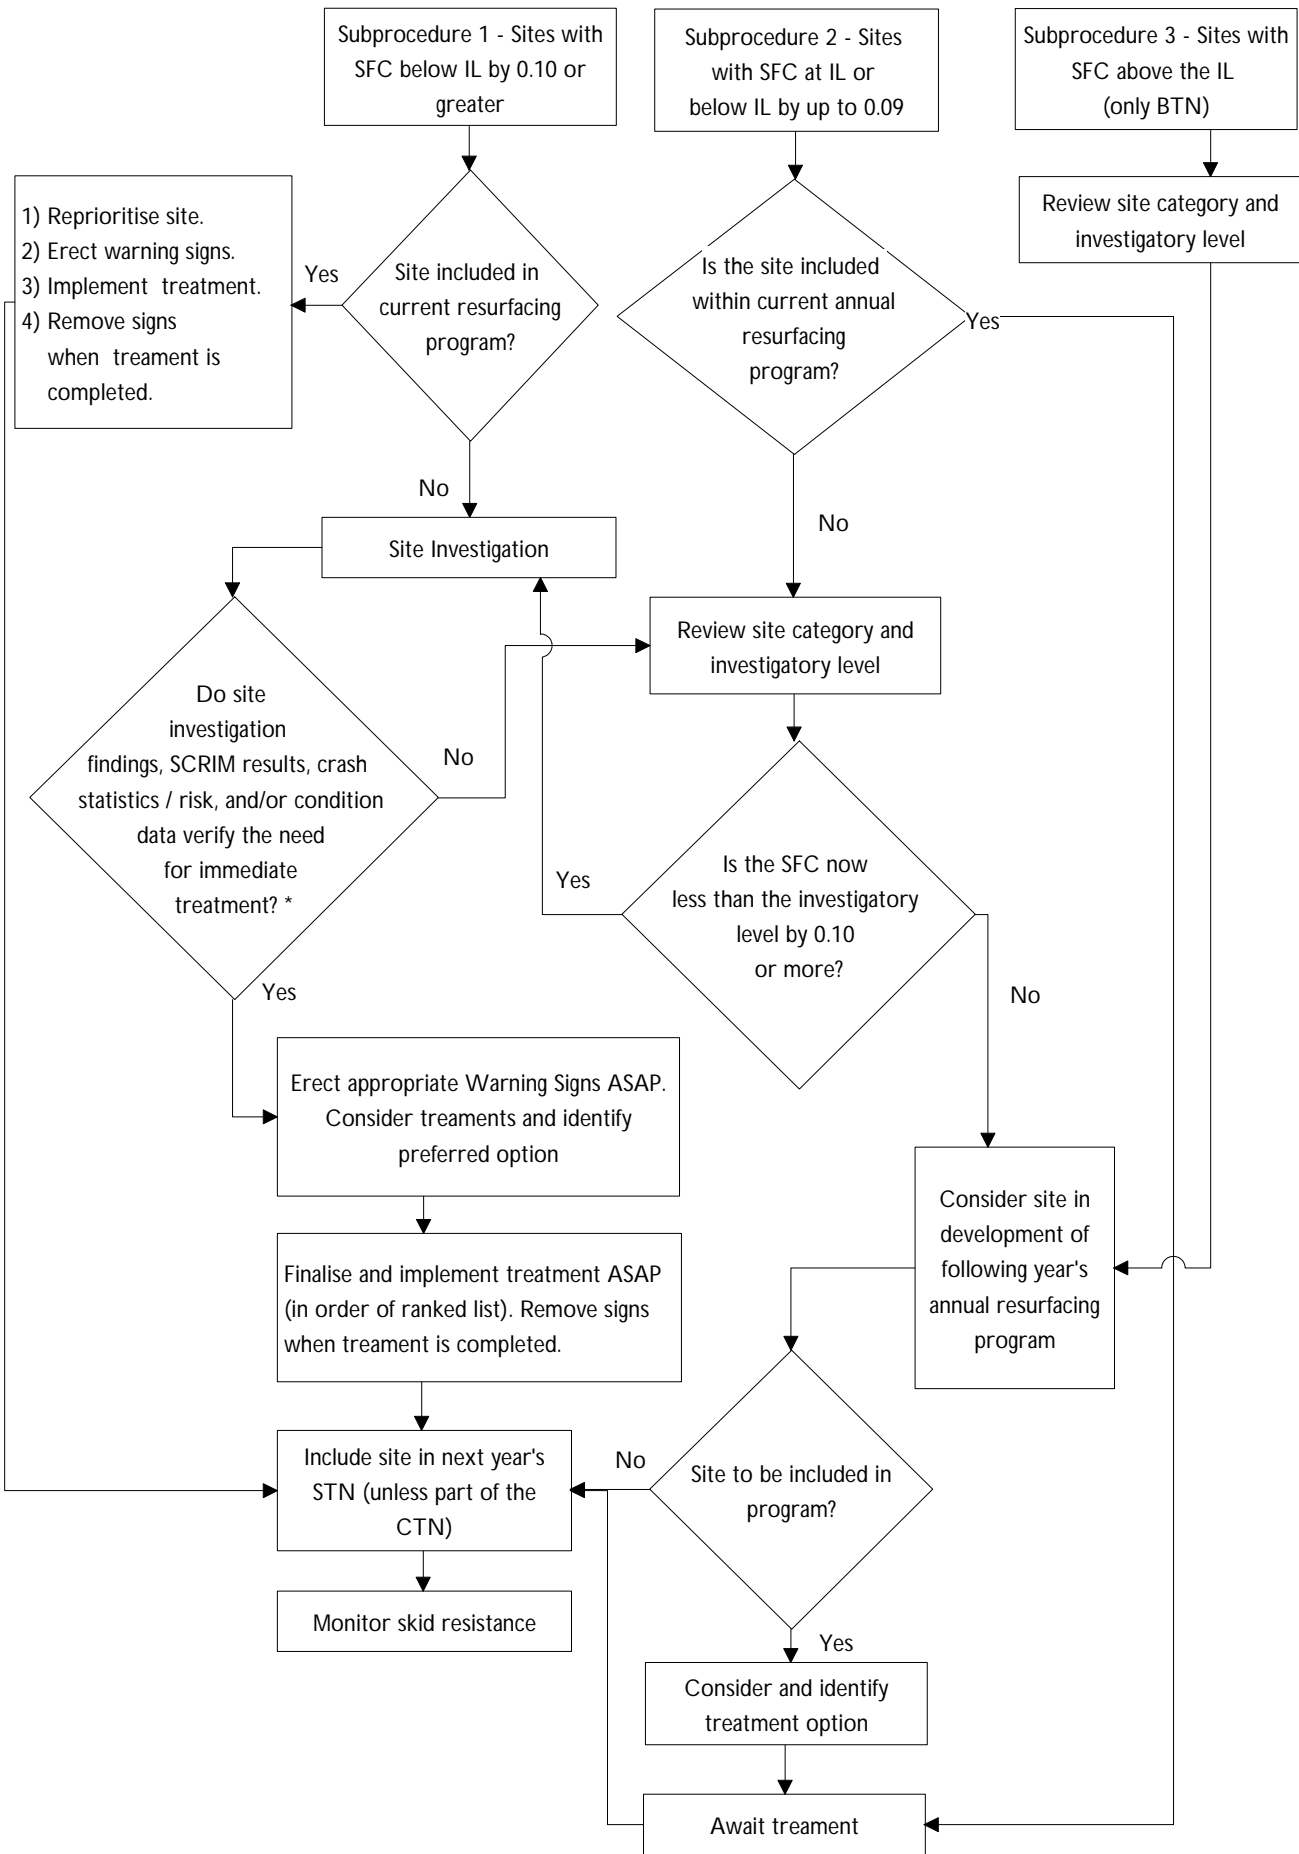 Subprocedure 1 - Sites with
SFC below IL by 0.10 or
greater
Subprocedure 2 - Sites
with SFC at IL or
below IL by up to 0.09
Subprocedure 3 - Sites with
SFC above the IL
(only BTN)
1) Reprioritise site.
2) Erect warning signs.
3) Implement treatment.
4) Remove signs
when treament is
completed.
Yes
Site included in
current resurfacing
program?
Is the site included
within current annual
resurfacing
program?
Yes
Review site category and
investigatory level
No
No
Site Investigation
Review site category and
investigatory level
Do site
investigation
findings, SCRIM results, crash
statistics / risk, and/or condition
data verify the need
for immediate
treatment? *
No
Yes
Is the SFC now
less than the investigatory
level by 0.10
or more?
Yes
No
Erect appropriate Warning Signs ASAP.
Consider treaments and identify
preferred option
Consider site in
development of
following year's
annual resurfacing
program
Finalise and implement treatment ASAP
(in order of ranked list). Remove signs
when treament is completed.
Include site in next year's
STN (unless part of the
CTN)
No
Site to be included in
program?
Monitor skid resistance
Yes
Consider and identify
treatment option
Await treament